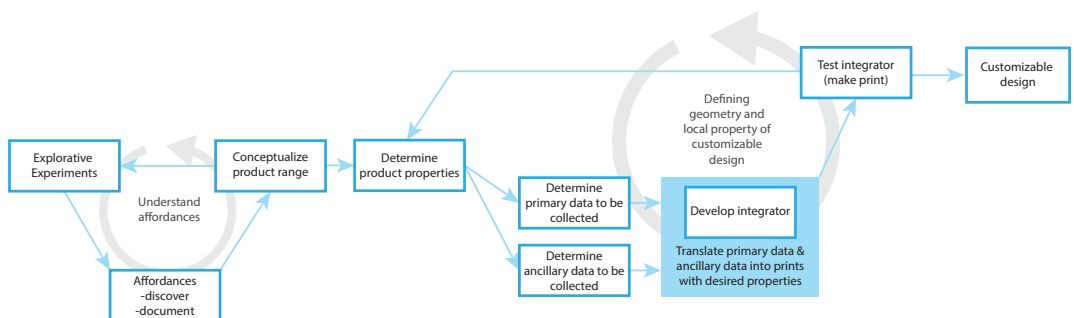 Explorative
Experiments
Understand
affordances
Affordances
-discover
-document
Conceptualize
product range
Determine
product properties
Determine
primary data to be
collected
Determine
ancillary data to be
collected
Defining
geometry and
local property of
customizable
design
Develop integrator
Translate primary data &
ancillary data into prints
with desired properties
Test integrator
(make print)
Customizable
design